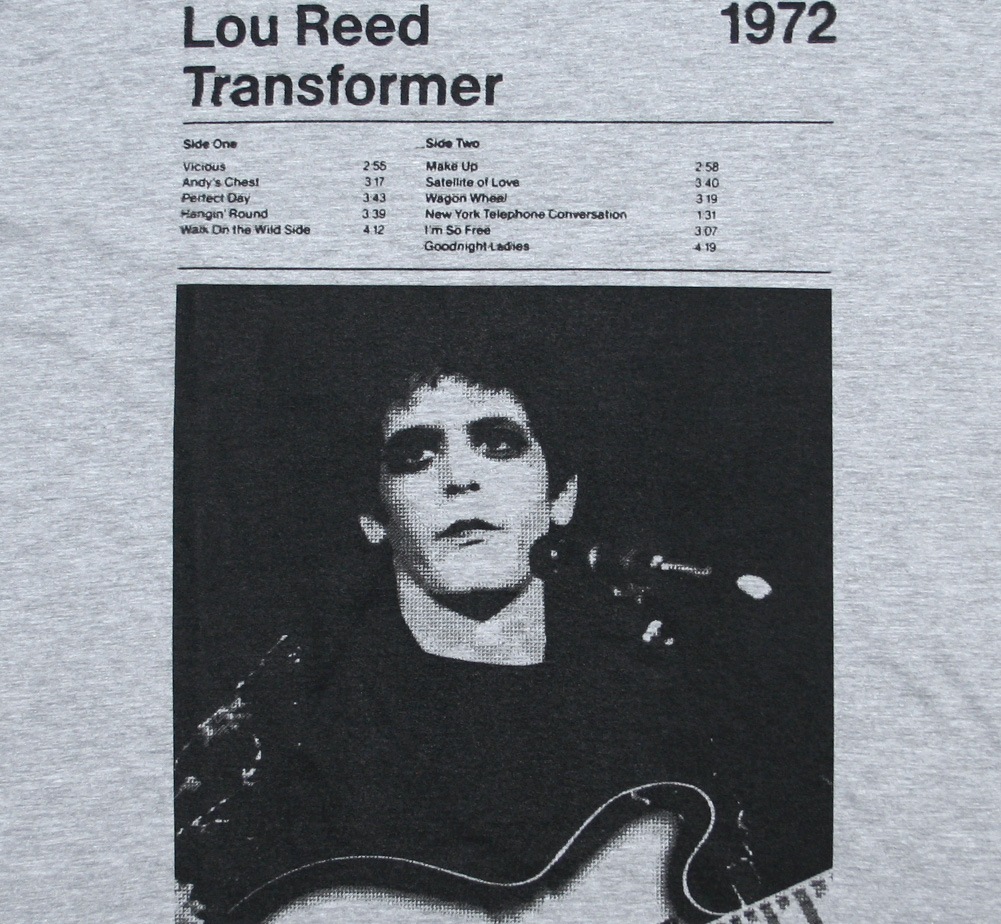 Lou Reed 1972
Transformer
Side One Side Two
Vicious 2:55 Make Up 2:58
Andy's Chest 3:17 Satellite of Love 3:40
Perfect Day 3:43 Wagon Wheel 3:19
Hangin' Round 3:39 New York Telephone Conversation 1:31
Walk On the Wild Side 4:12 I'm So Free 3:07
Goodnight Ladies 4:19